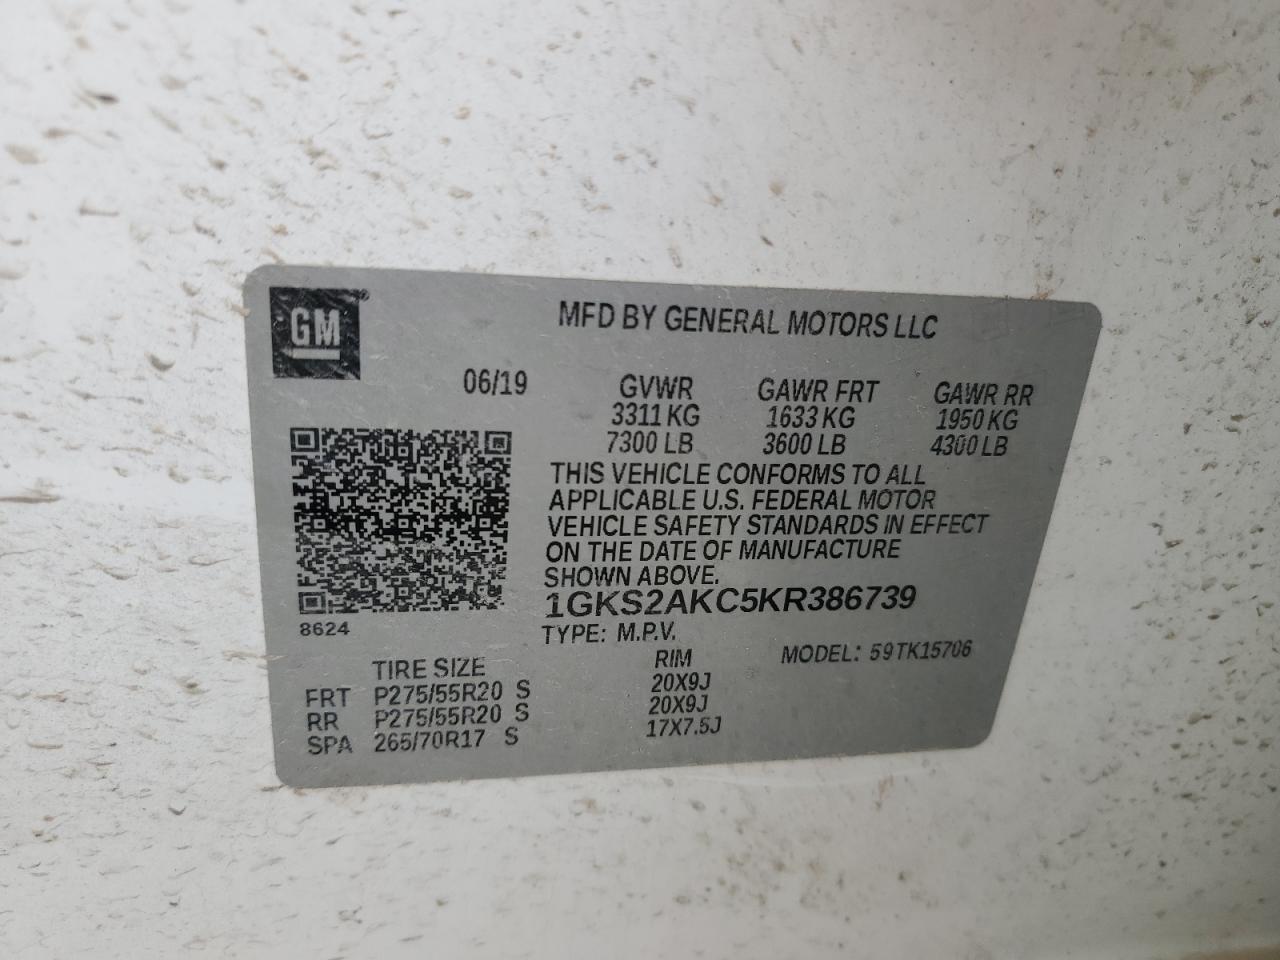 GM
MFD BY GENERAL MOTORS LLC
06/19
GVWR GAWR FRT GAWR RR
3311 KG 1633 KG 1950 KG
7300 LB 3600 LB 4300 LB
THIS VEHICLE CONFORMS TO ALL
APPLICABLE U.S. FEDERAL MOTOR
VEHICLE SAFETY STANDARDS IN EFFECT
ON THE DATE OF MANUFACTURE
SHOWN ABOVE.
1GKS2AKC5KR386739
8624
TYPE: M.P.V.
MODEL: 59TK15706
TIRE SIZE RIM
FRT P275/55R20 S 20X9J
RR P275/55R20 S 20X9J
SPA 265/70R17 S 17X7.5J